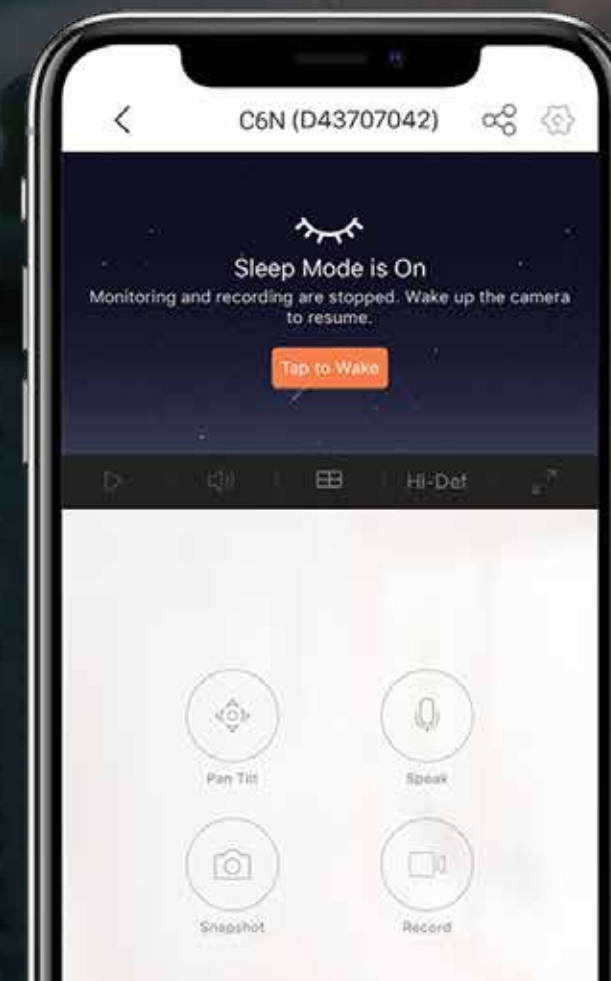 C6N (D43707042)
Sleep Mode is On
Monitoring and recording are stopped. Wake up the camera
to resume.
Tap to Wake
Hi-Def
Pan Tilt
Speak
Snapshot
Record